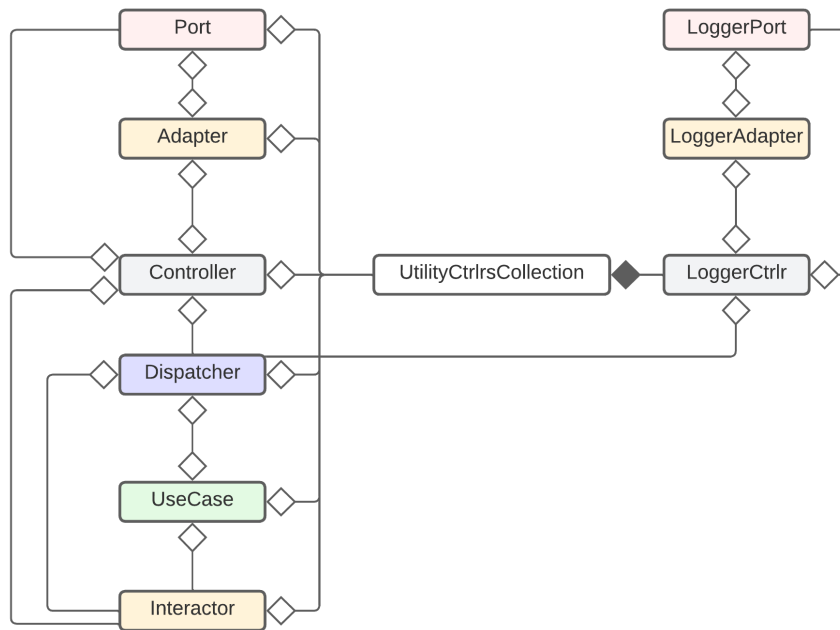 Port
LoggerPort
Adapter
LoggerAdapter
Controller
UtilityCtrlrsCollection
LoggerCtrlr
Dispatcher
UseCase
Interactor